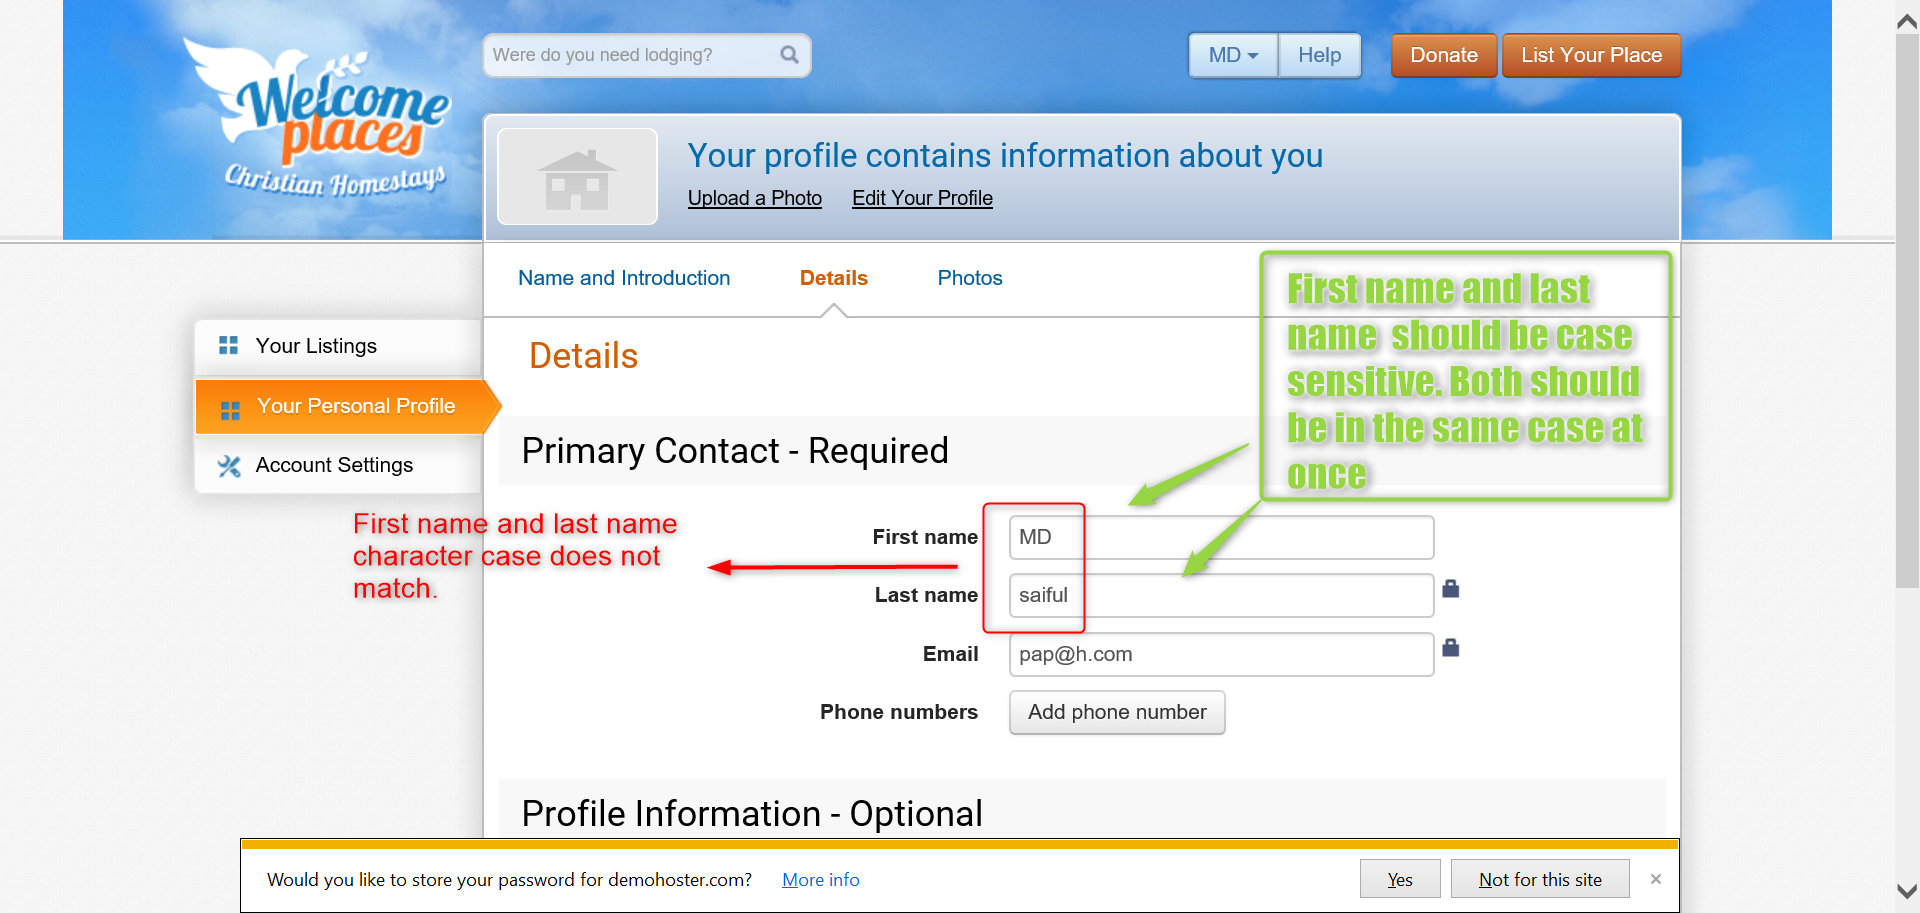 Welcome
places
Christian Homestays
Were do you need lodging?
MD
Help
Donate
List Your Place
Your profile contains information about you
Upload a Photo
Edit Your Profile
Name and Introduction
Details
Photos
Your Listings
Your Personal Profile
Account Settings
Details
First name and last
name should be case
sensitive. Both should
be in the same case at
once
Primary Contact - Required
First name and last name
character case does not
match.
First name
MD
Last name
saiful
Email
pap@h.com
Phone numbers
Add phone number
Profile Information - Optional
Would you like to store your password for demohoster.com?
More info
Yes
Not for this site
×